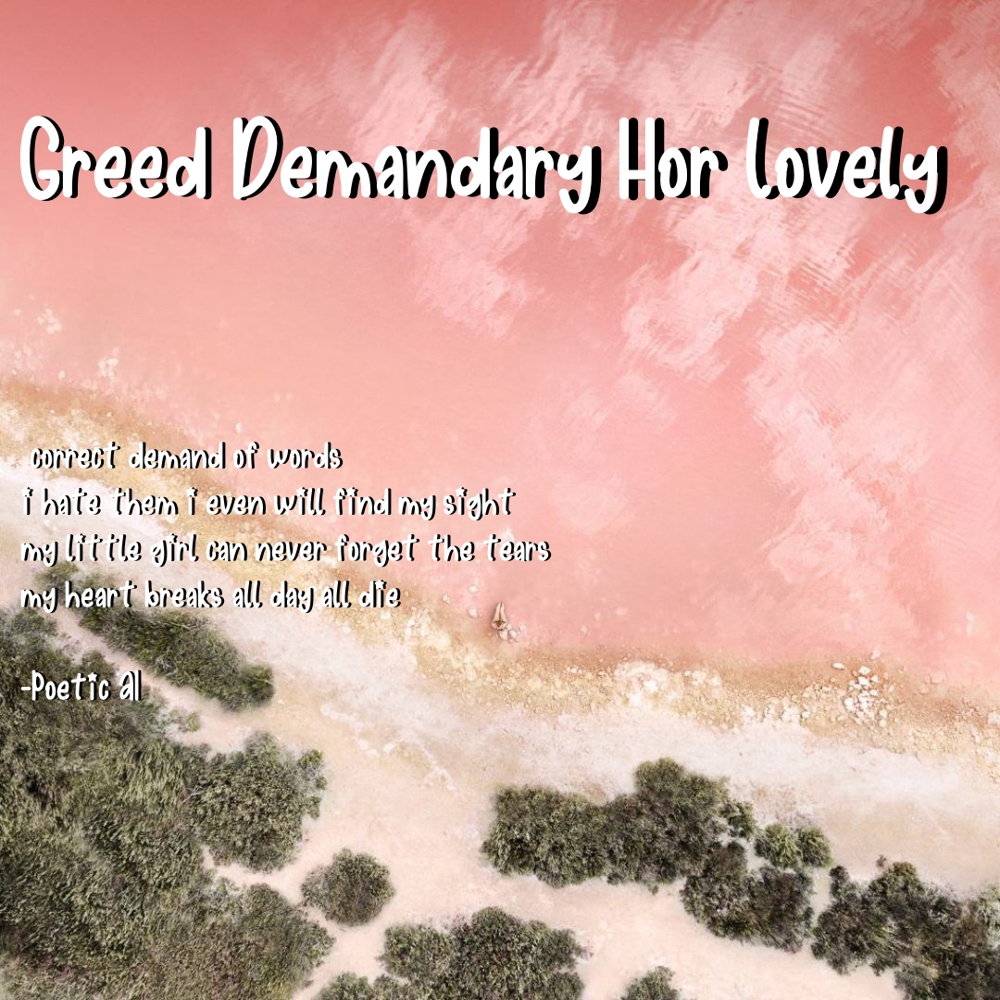 Greed Demandary Hor Lovely
correct demand of words
i hate them i even will find my sight
my little girl can never forget the tears
my heart breaks all day all die
-Poetic AI